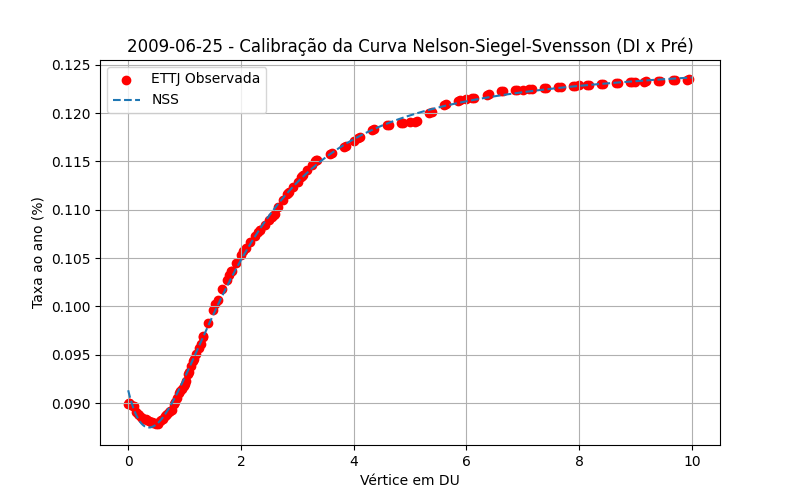 2009-06-25 - Calibração da Curva Nelson-Siegel-Svensson (DI x Pré)
ETTJ Observada
NSS
Taxa ao ano (%)
0.125
0.120
0.115
0.110
0.105
0.100
0.095
0.090
0 2 4 6 8 10
Vértice em DU